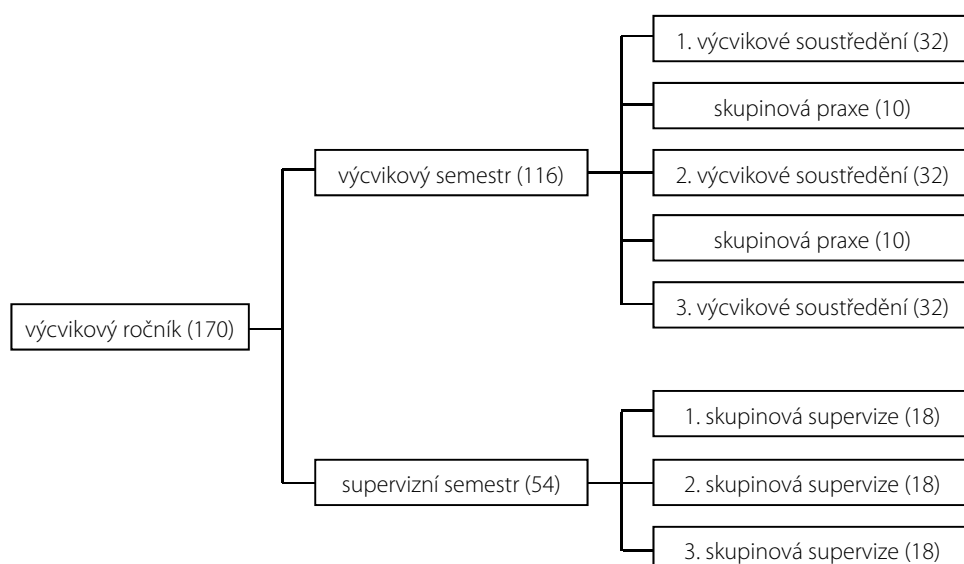 1. výcvikové soustředění (32)
skupinová praxe (10)
výcvikový semestr (116)
2. výcvikové soustředění (32)
skupinová praxe (10)
3. výcvikové soustředění (32)
výcvikový ročník (170)
1. skupinová supervize (18)
supervizní semestr (54)
2. skupinová supervize (18)
3. skupinová supervize (18)